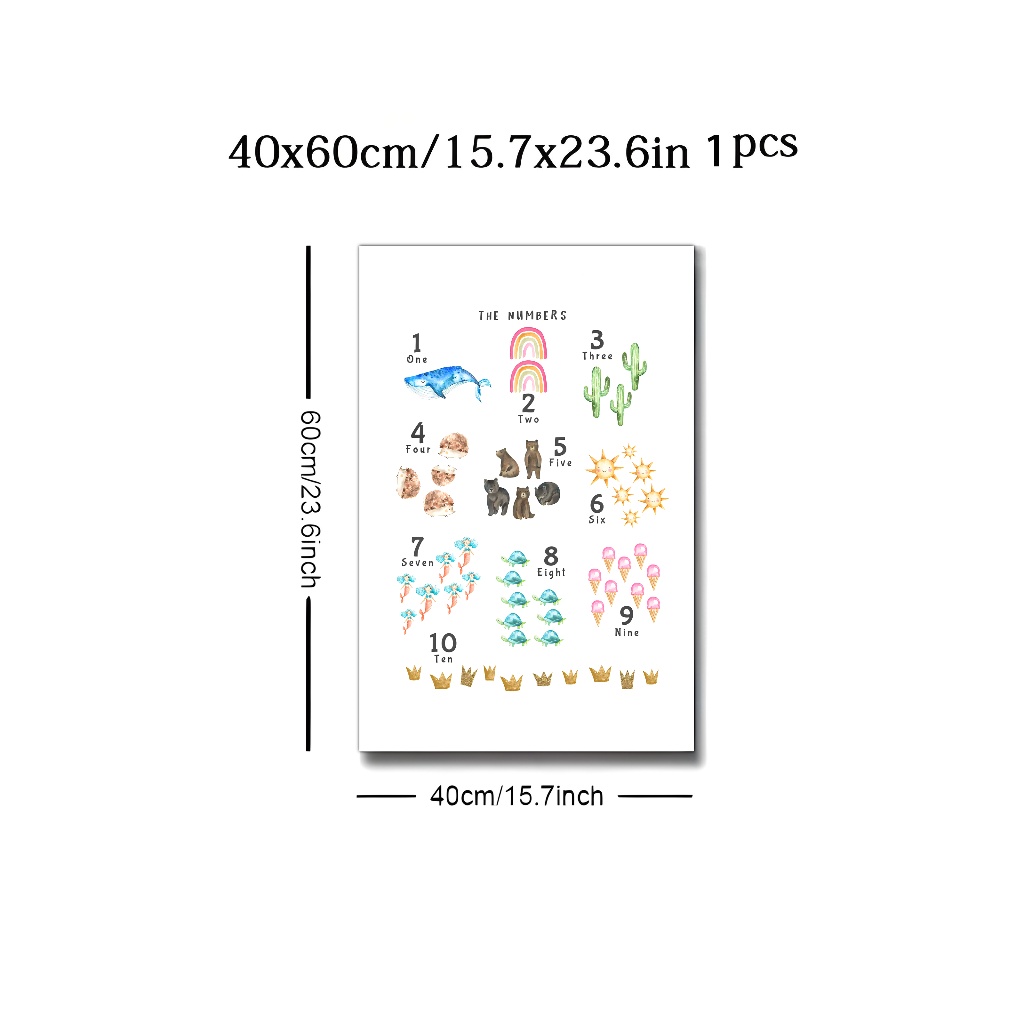 40x60cm/15.7x23.6in 1pcs
60cm/23.6inch
THE NUMBERS
1
One
2
Two
3
Three
4
Four
5
Five
6
Six
7
Seven
8
Eight
9
Nine
10
Ten
40cm/15.7inch